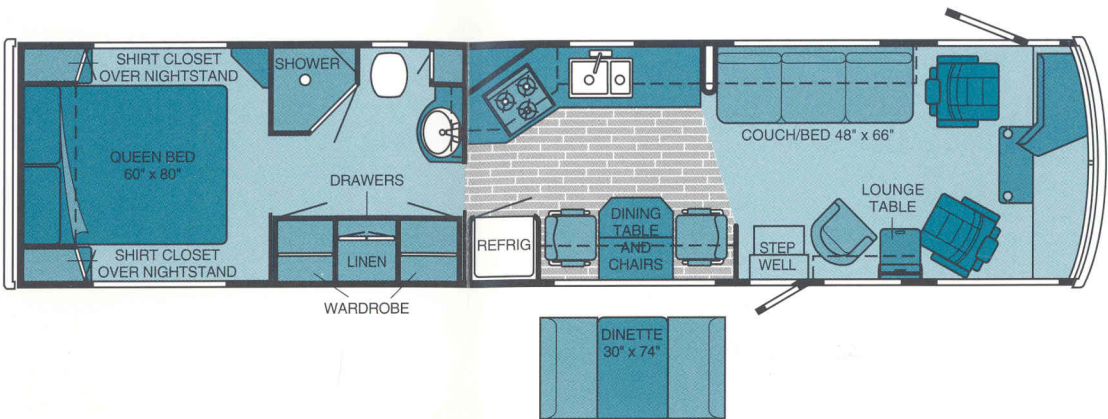 SHIRT CLOSET
OVER NIGHTSTAND
SHOWER
QUEEN BED
60" x 80"
DRAWERS
SHIRT CLOSET
OVER NIGHTSTAND
LINEN
WARDROBE
REFRIG
DINING
TABLE
AND
CHAIRS
COUCH/BED 48" x 66"
LOUNGE
TABLE
STEP
WELL
DINETTE
30" x 74"